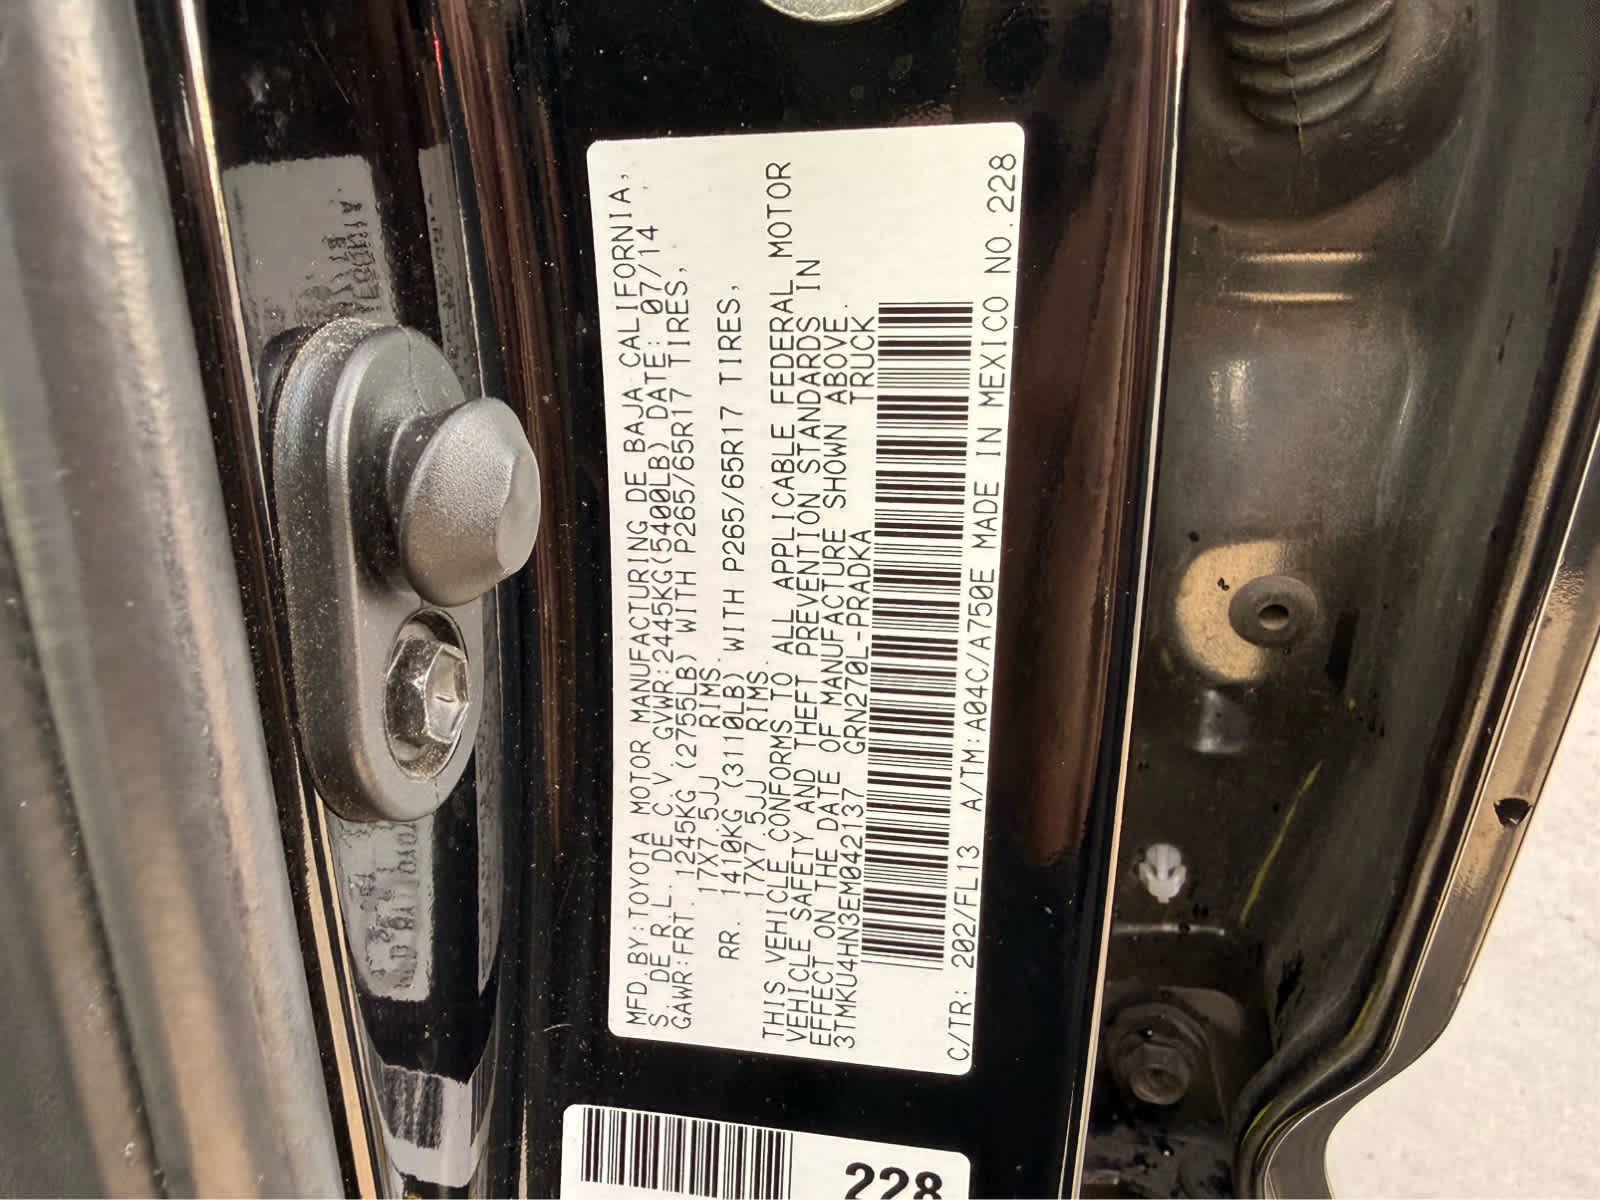 MFD.BY:TOYOTA MOTOR MANUFACTURING DE BAJA CALIFORNIA,
S. DE R.L. DE C.V. GVWR:2445KG(5400LB) DATE: 07/14
GAWR:FRT. 1245KG (2755LB) WITH P265/65R17 TIRES,
17X7.5JJ RIMS
RR. 1410KG (3110LB) WITH P265/65R17 TIRES,
17X7.5JJ RIMS
THIS VEHICLE CONFORMS TO ALL APPLICABLE FEDERAL MOTOR
VEHICLE SAFETY AND THEFT PREVENTION STANDARDS IN
EFFECT ON THE DATE OF MANUFACTURE SHOWN ABOVE.
3TMKU4HN3EM042137 GRN270L-PRADKA TRUCK
C/TR: 202/FL13 A/TM:A04C/A750E MADE IN MEXICO NO.228
228